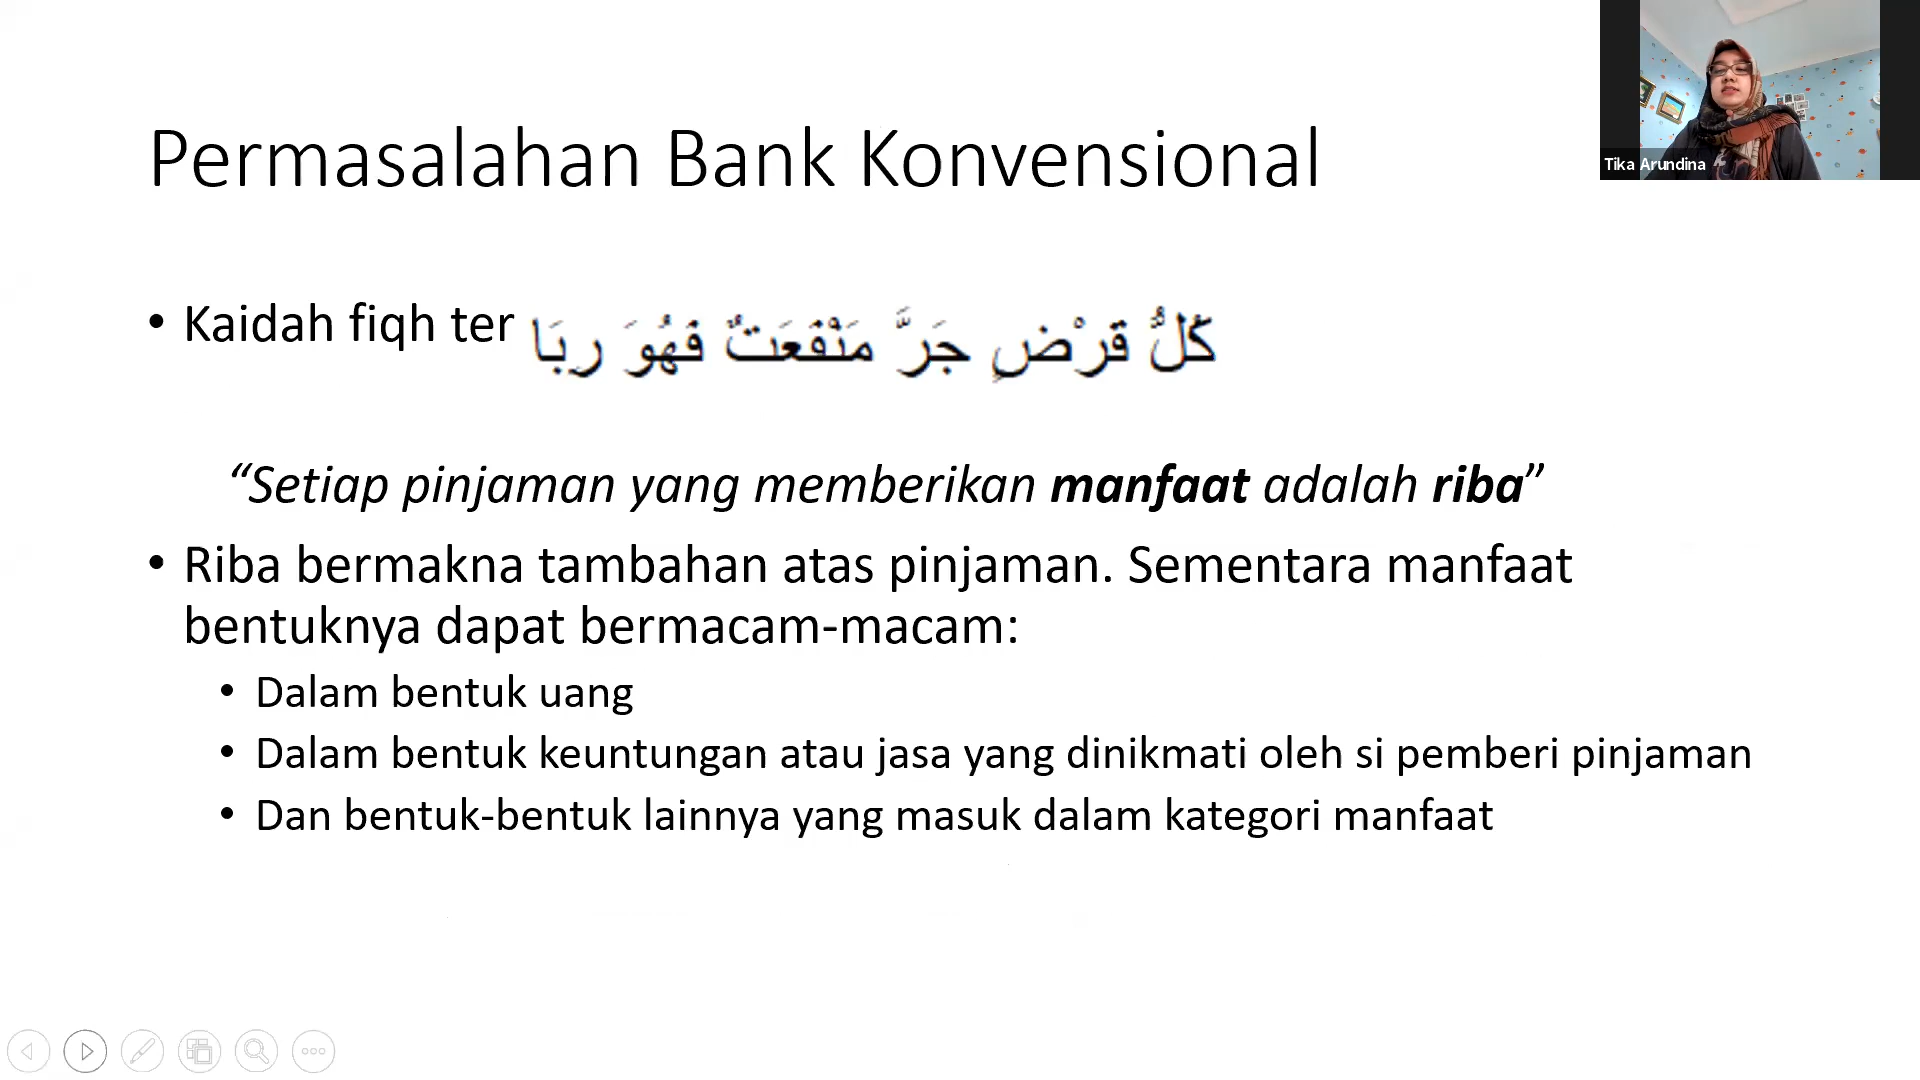 Permasalahan Bank Konvensional
Tika Arundina
• Kaidah fiqh ter كُلُّ قَرْضٍ جَرَّ مَنْفَعَتٌ فَهُوَ رِبَا
“Setiap pinjaman yang memberikan manfaat adalah riba”
• Riba bermakna tambahan atas pinjaman. Sementara manfaat
bentuknya dapat bermacam-macam:
• Dalam bentuk uang
• Dalam bentuk keuntungan atau jasa yang dinikmati oleh si pemberi pinjaman
• Dan bentuk-bentuk lainnya yang masuk dalam kategori manfaat